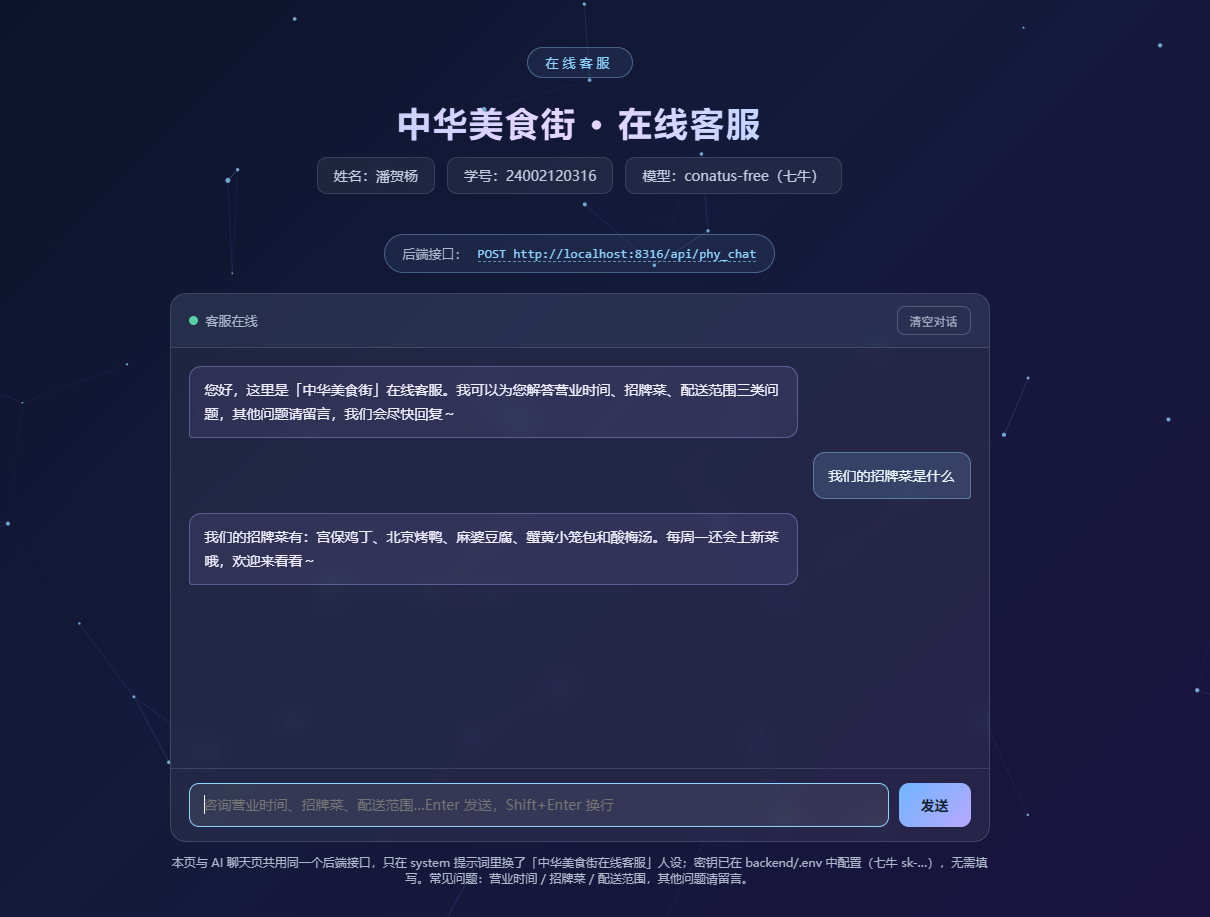 在线客服
中华美食街 · 在线客服
姓名：潘贺杨
学号：24002120316
模型：conatus-free（七牛）
后端接口： POST http://localhost:8316/api/phy_chat
客服在线
清空对话
您好，这里是「中华美食街」在线客服。我可以为您解答营业时间、招牌菜、配送范围三类问
题，其他问题请留言，我们会尽快回复～
我们的招牌菜是什么
我们的招牌菜有：宫保鸡丁、北京烤鸭、麻婆豆腐、蟹黄小笼包和酸梅汤。每周一还会上新菜
哦，欢迎来看看～
咨询营业时间、招牌菜、配送范围...Enter 发送，Shift+Enter 换行
发送
本页与 AI 聊天页共用同一个后端接口，只在 system 提示词里换了「中华美食街在线客服」人设；密钥已在 backend/.env 中配置（七牛 sk-...），无需填
写。常见问题：营业时间 / 招牌菜 / 配送范围，其他问题请留言。